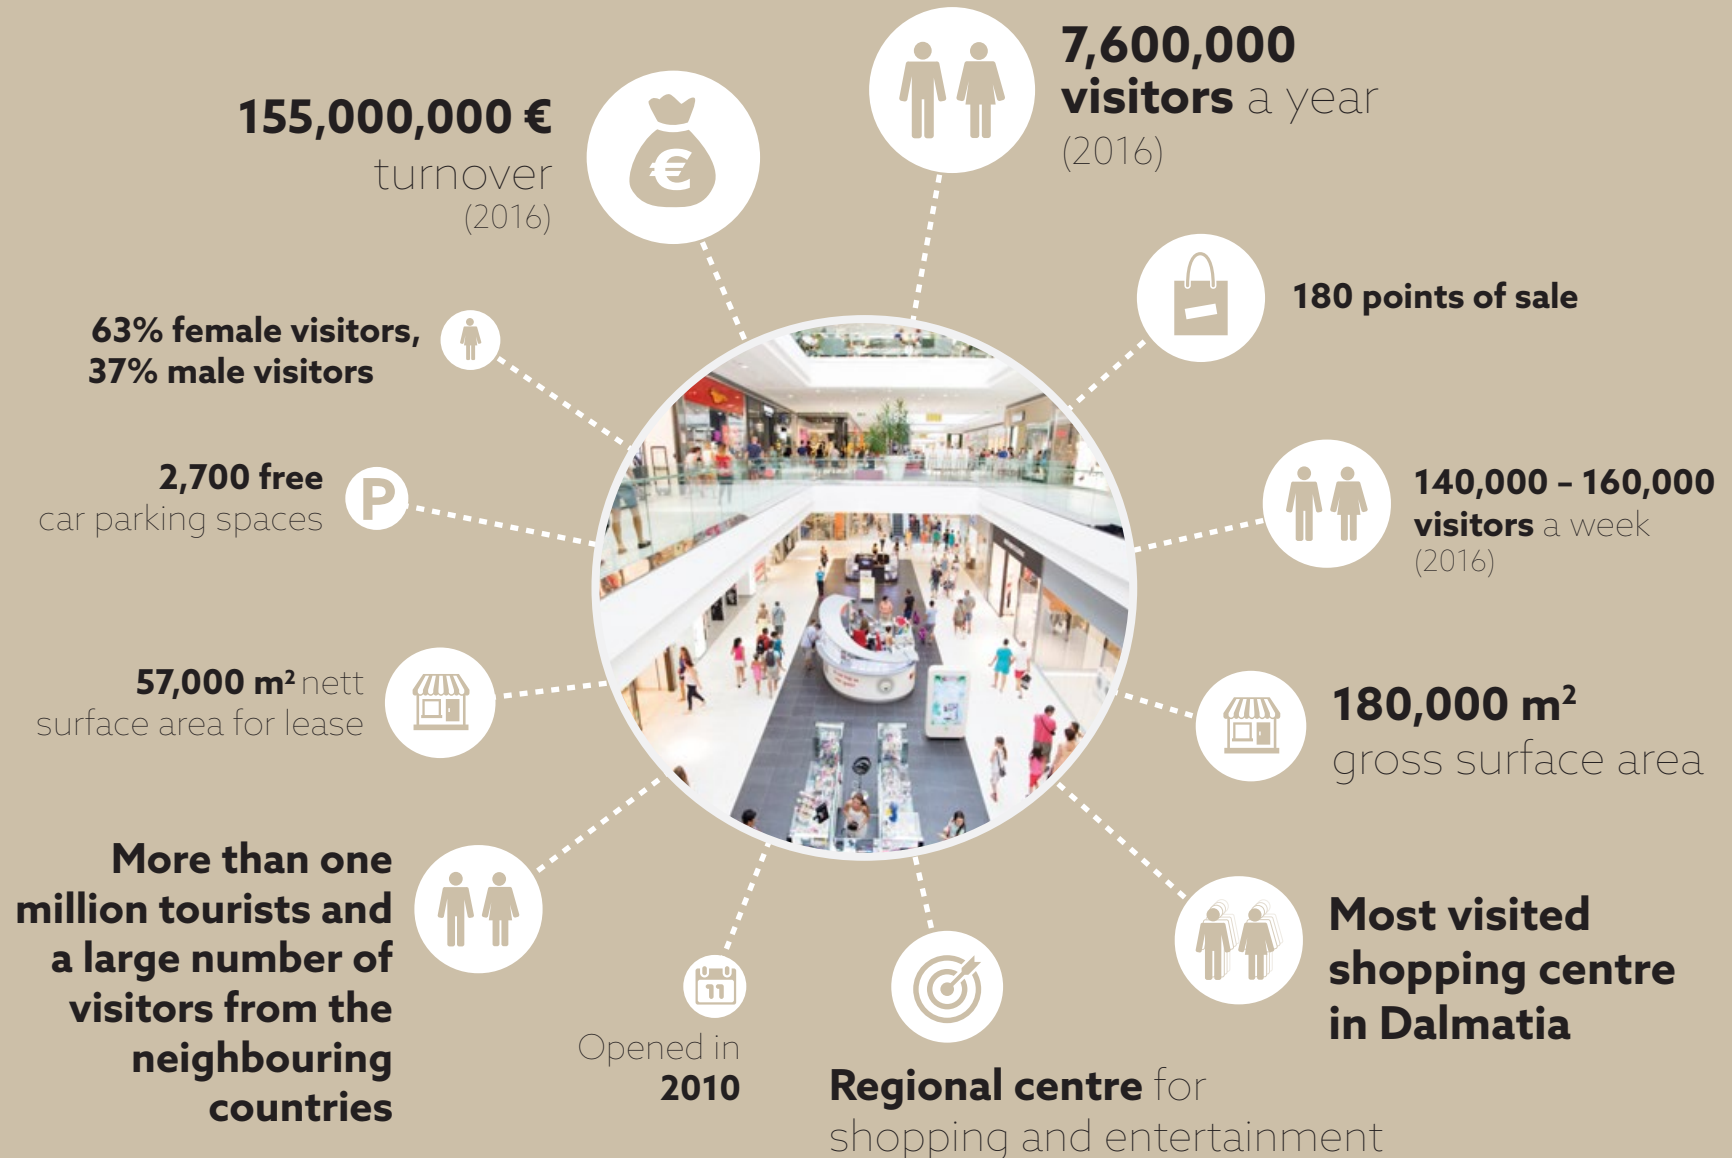 155,000,000 €
turnover
(2016)
7,600,000
visitors a year
(2016)
180 points of sale
63% female visitors,
37% male visitors
2,700 free
car parking spaces
P
140,000 – 160,000
visitors a week
(2016)
57,000 m² nett
surface area for lease
180,000 m²
gross surface area
More than one
million tourists and
a large number of
visitors from the
neighbouring
countries
11
Opened in
2010
Regional centre for
shopping and entertainment
Most visited
shopping centre
in Dalmatia
€